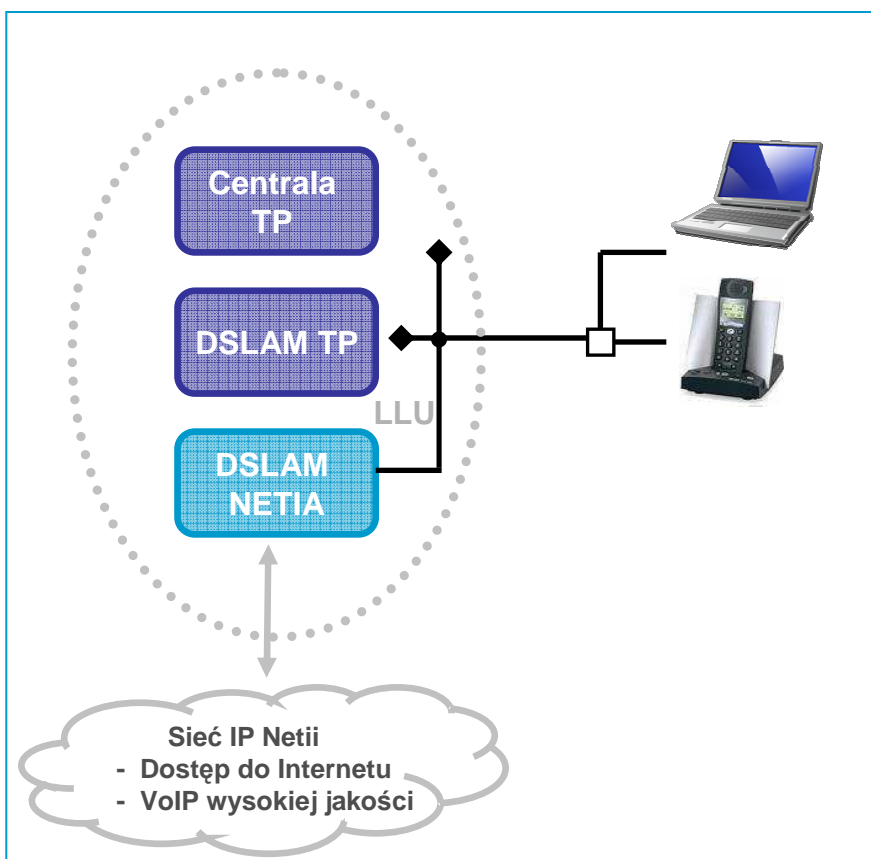 Centrala
TP
DSLAM TP
LLU
DSLAM
NETIA
Sieć IP Netii
- Dostęp do Internetu
- VoIP wysokiej jakości